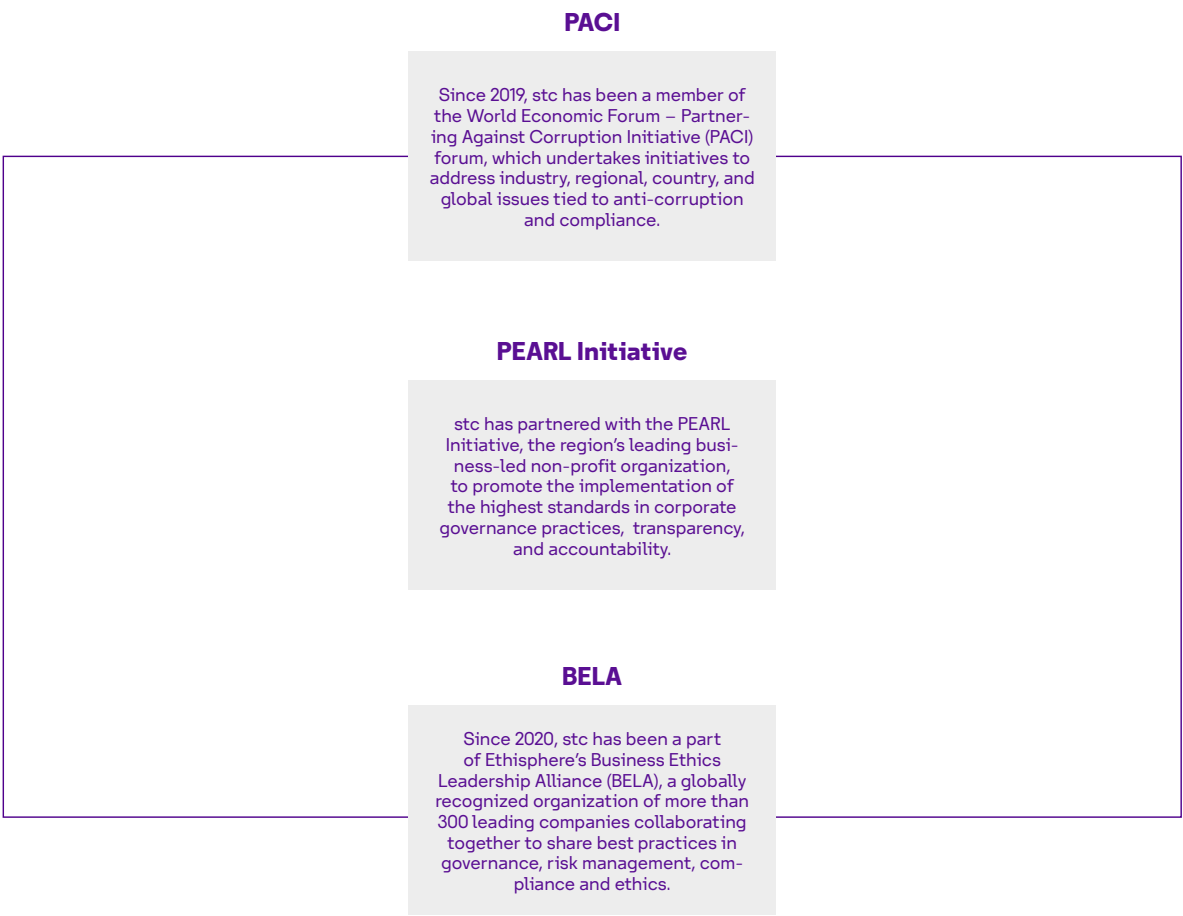 PACI
Since 2019, stc has been a member of
the World Economic Forum – Partner-
ing Against Corruption Initiative (PACI)
forum, which undertakes initiatives to
address industry, regional, country, and
global issues tied to anti-corruption
and compliance.
PEARL Initiative
stc has partnered with the PEARL
Initiative, the region's leading busi-
ness-led non-profit organization,
to promote the implementation of
the highest standards in corporate
governance practices,  transparency,
and accountability.
BELA
Since 2020, stc has been a part
of Ethisphere's Business Ethics
Leadership Alliance (BELA), a globally
recognized organization of more than
300 leading companies collaborating
together to share best practices in
governance, risk management, com-
pliance and ethics.